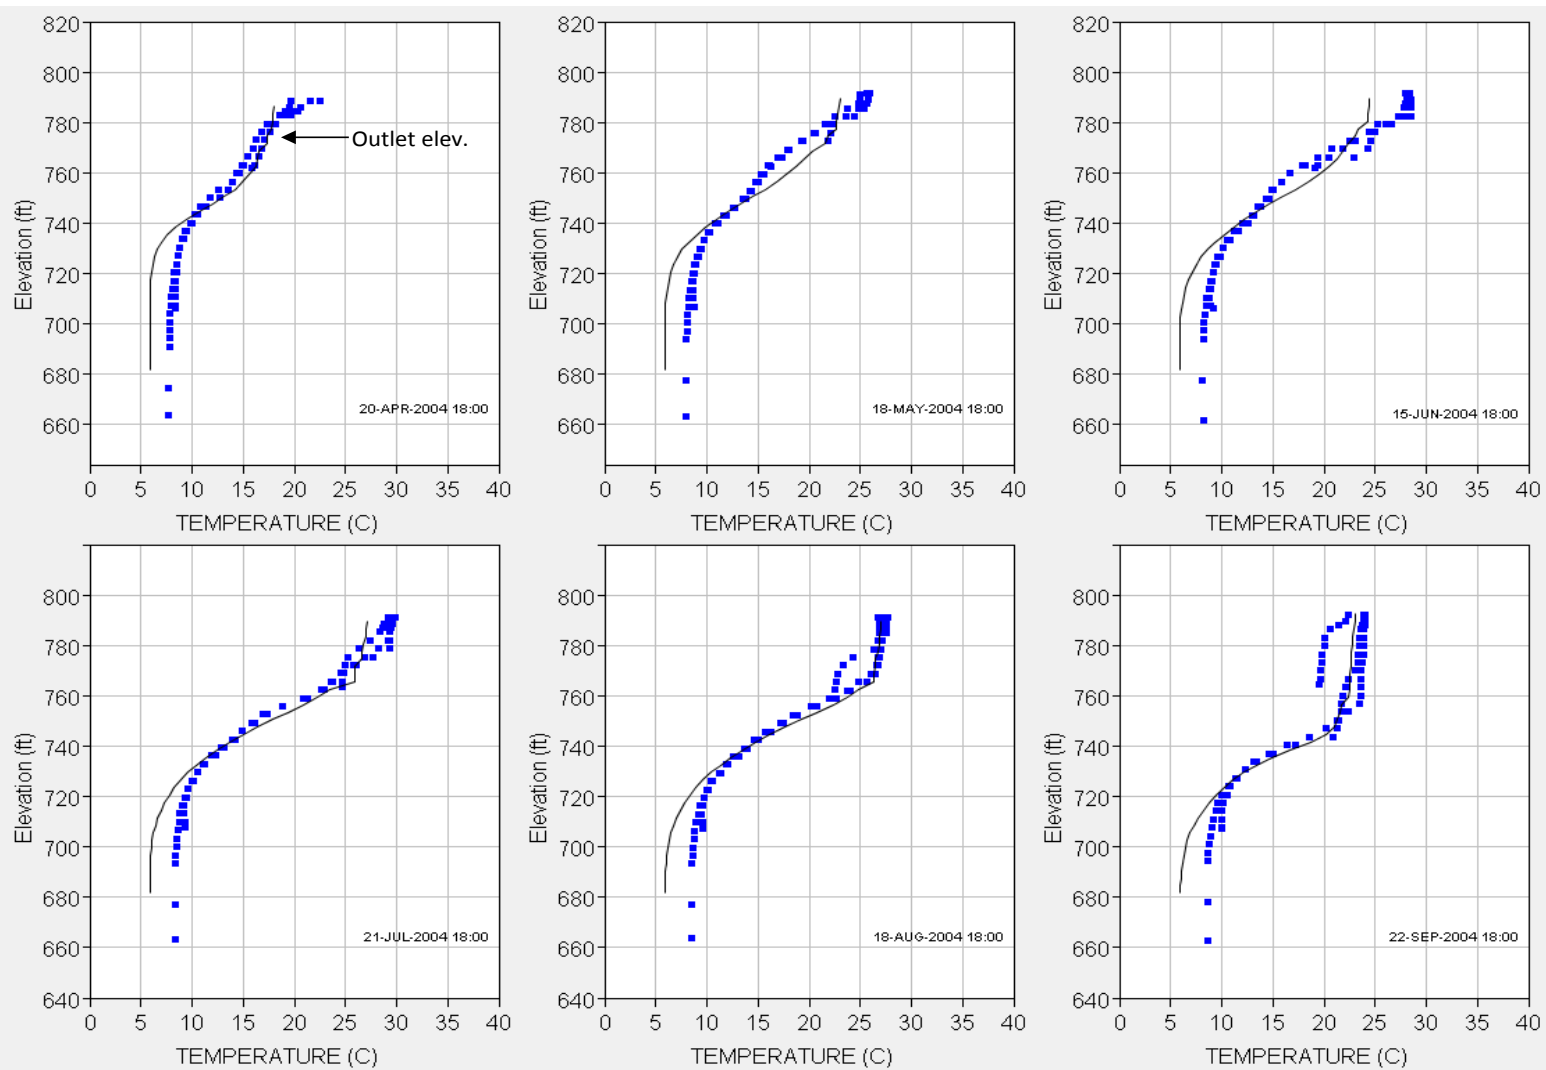 820
800
780
760
740
720
700
680
660
Elevation (ft)
Outlet elev.
20-APR-2004 18:00
0 5 10 15 20 25 30 35 40
TEMPERATURE (C)
820
800
780
760
740
720
700
680
660
Elevation (ft)
18-MAY-2004 18:00
0 5 10 15 20 25 30 35 40
TEMPERATURE (C)
820
800
780
760
740
720
700
680
660
Elevation (ft)
15-JUN-2004 18:00
0 5 10 15 20 25 30 35 40
TEMPERATURE (C)
800
780
760
740
720
700
680
660
640
Elevation (ft)
21-JUL-2004 18:00
0 5 10 15 20 25 30 35 40
TEMPERATURE (C)
800
780
760
740
720
700
680
660
640
Elevation (ft)
18-AUG-2004 18:00
0 5 10 15 20 25 30 35 40
TEMPERATURE (C)
800
780
760
740
720
700
680
660
640
Elevation (ft)
22-SEP-2004 18:00
0 5 10 15 20 25 30 35 40
TEMPERATURE (C)